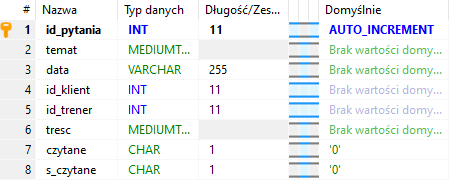 Nazwa Typ danych Długość/Zes... Domyślnie
1 id_pytania INT 11 AUTO_INCREMENT
2 temat MEDIUMT... Brak wartości domy...
3 data VARCHAR 255 Brak wartości domy...
4 id_klient INT 11 Brak wartości domy...
5 id_trener INT 11 Brak wartości domy...
6 tresc MEDIUMT... Brak wartości domy...
7 czytane CHAR 1 '0'
8 s_czytane CHAR 1 '0'